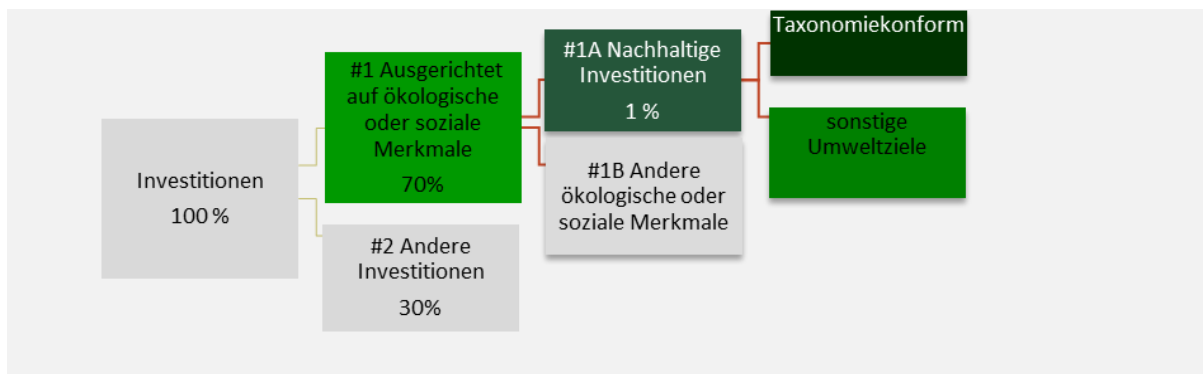 Investitionen
100 %
#1 Ausgerichtet
auf ökologische
oder soziale
Merkmale
70%
#2 Andere
Investitionen
30%
#1A Nachhaltige
Investitionen
1 %
#1B Andere
ökologische oder
soziale Merkmale
Taxonomiekonform
sonstige
Umweltziele